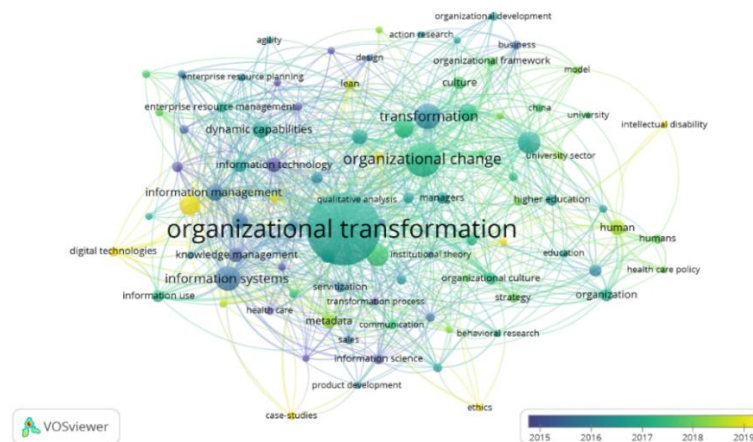 organizational development
agility
action research
design
business
organizational framework
enterprise resource planning
lean
culture
model
enterprise resource management
transformation
china
university
intellectual disability
dynamic capabilities
information technology
organizational change
university sector
information management
qualitative analysis
managers
higher education
organizational transformation
human
humans
digital technologies
knowledge management
institutional theory
education
information systems
organizational culture
health care policy
servitization
information use
transformation process
strategy
organization
health care
metadata
communication
behavioral research
sales
information science
product development
case-studies
ethics
VOSviewer
2015 2016 2017 2018 2019